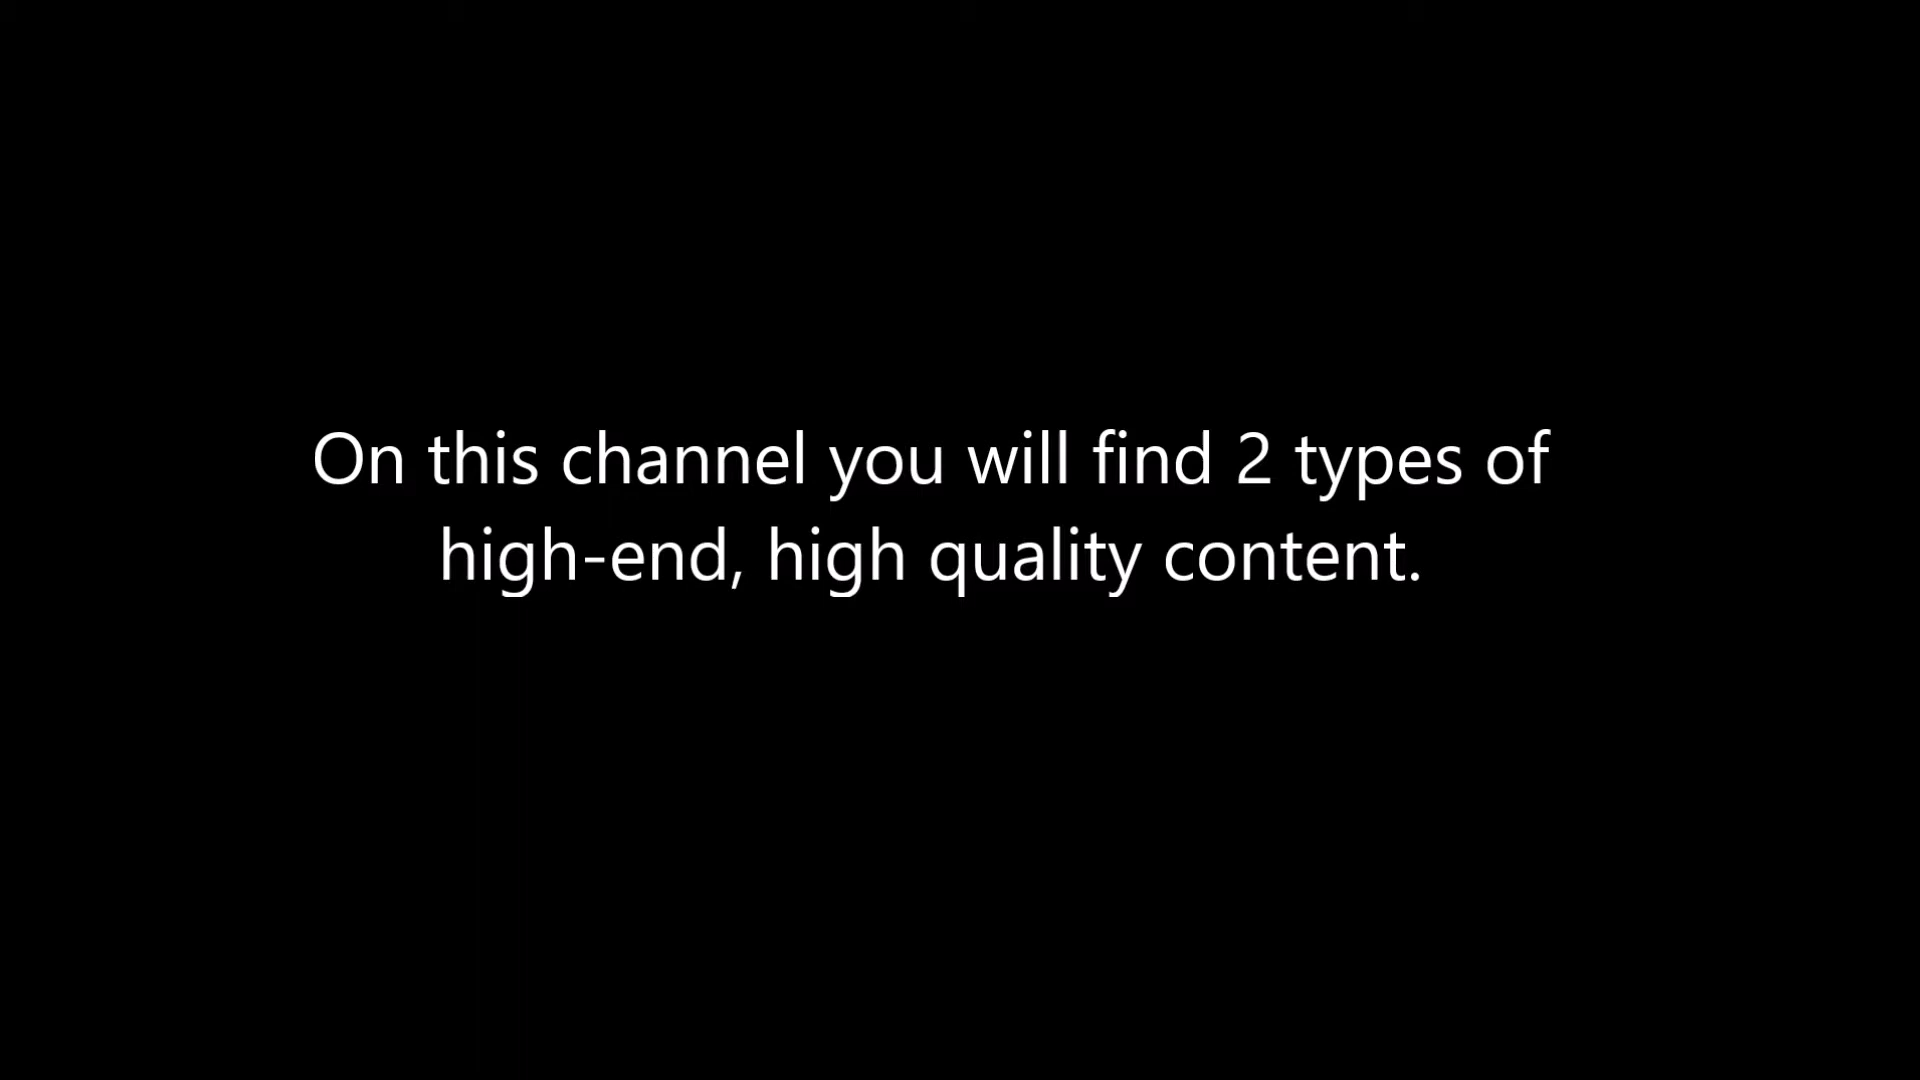 On this channel you will find 2 types of
high-end, high quality content.